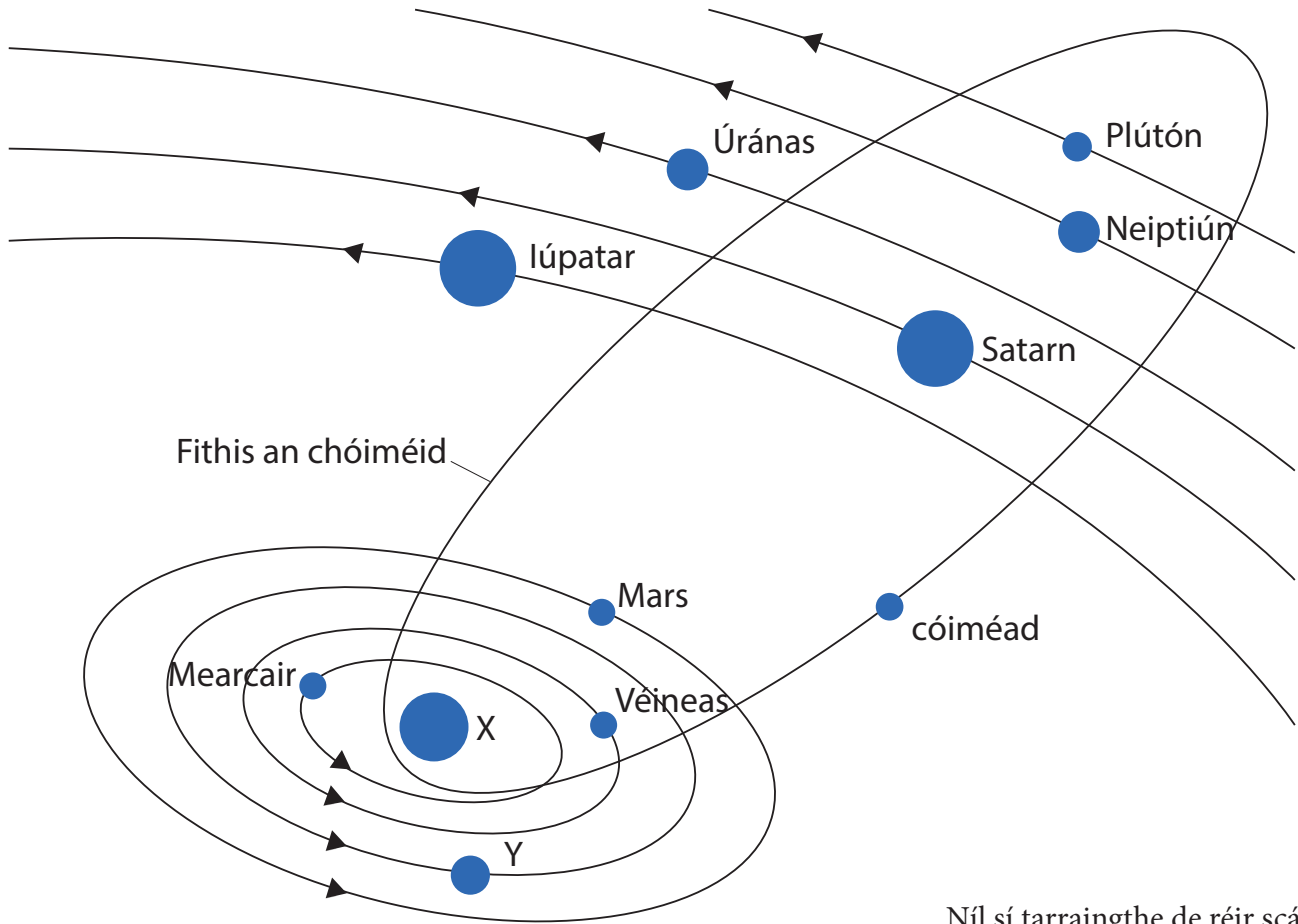 Plútón
Úránas
Neiptiún
Iúpatar
Satarn
Fithis an chóiméid
Mars
cóiméad
Mearcair
Véineas
X
Y
Níl sí tarraingthe de réir